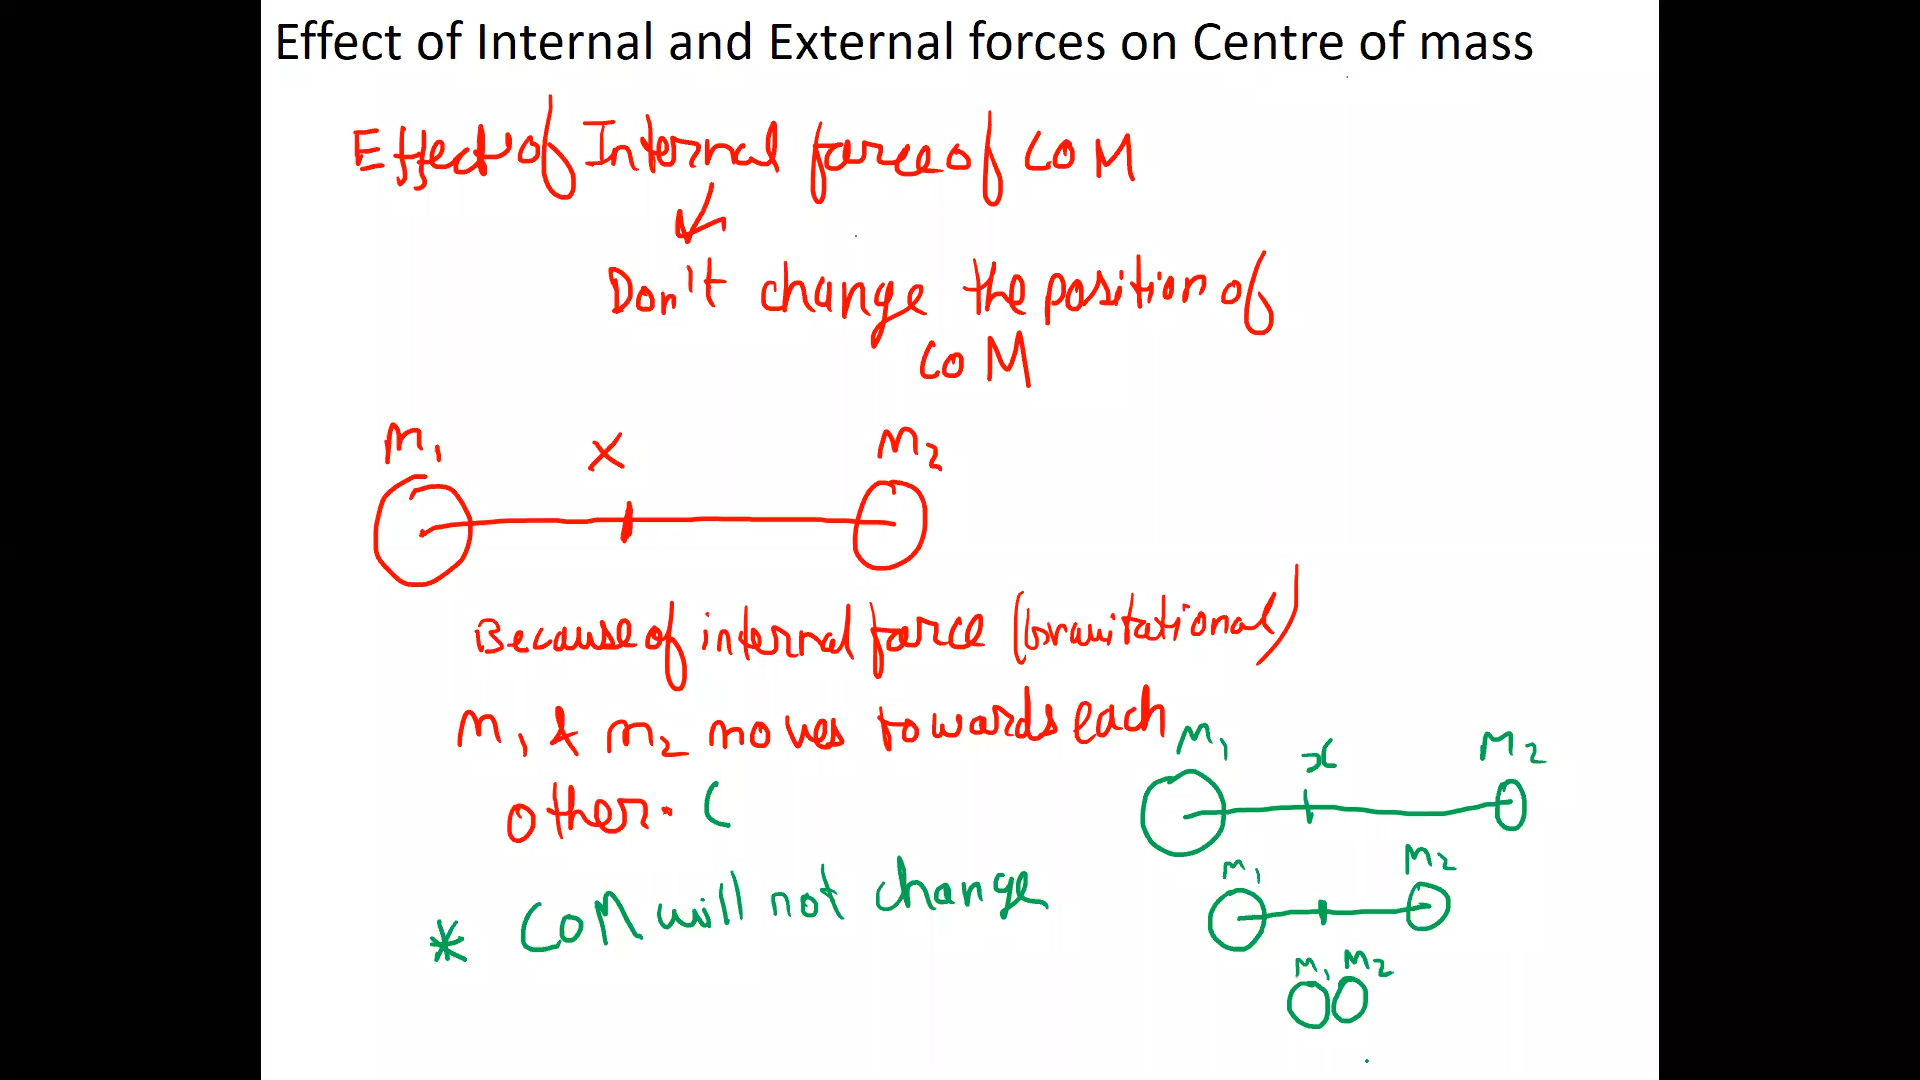 Effect of Internal and External forces on Centre of mass
Effect of Internal force of COM
Don't change the position of
COM
M1 X M2
Because of internal force (Gravitational)
m1 & m2 moves towards each
other. (
M1 x M2
M1 M2
* COM will not change
M1 M2